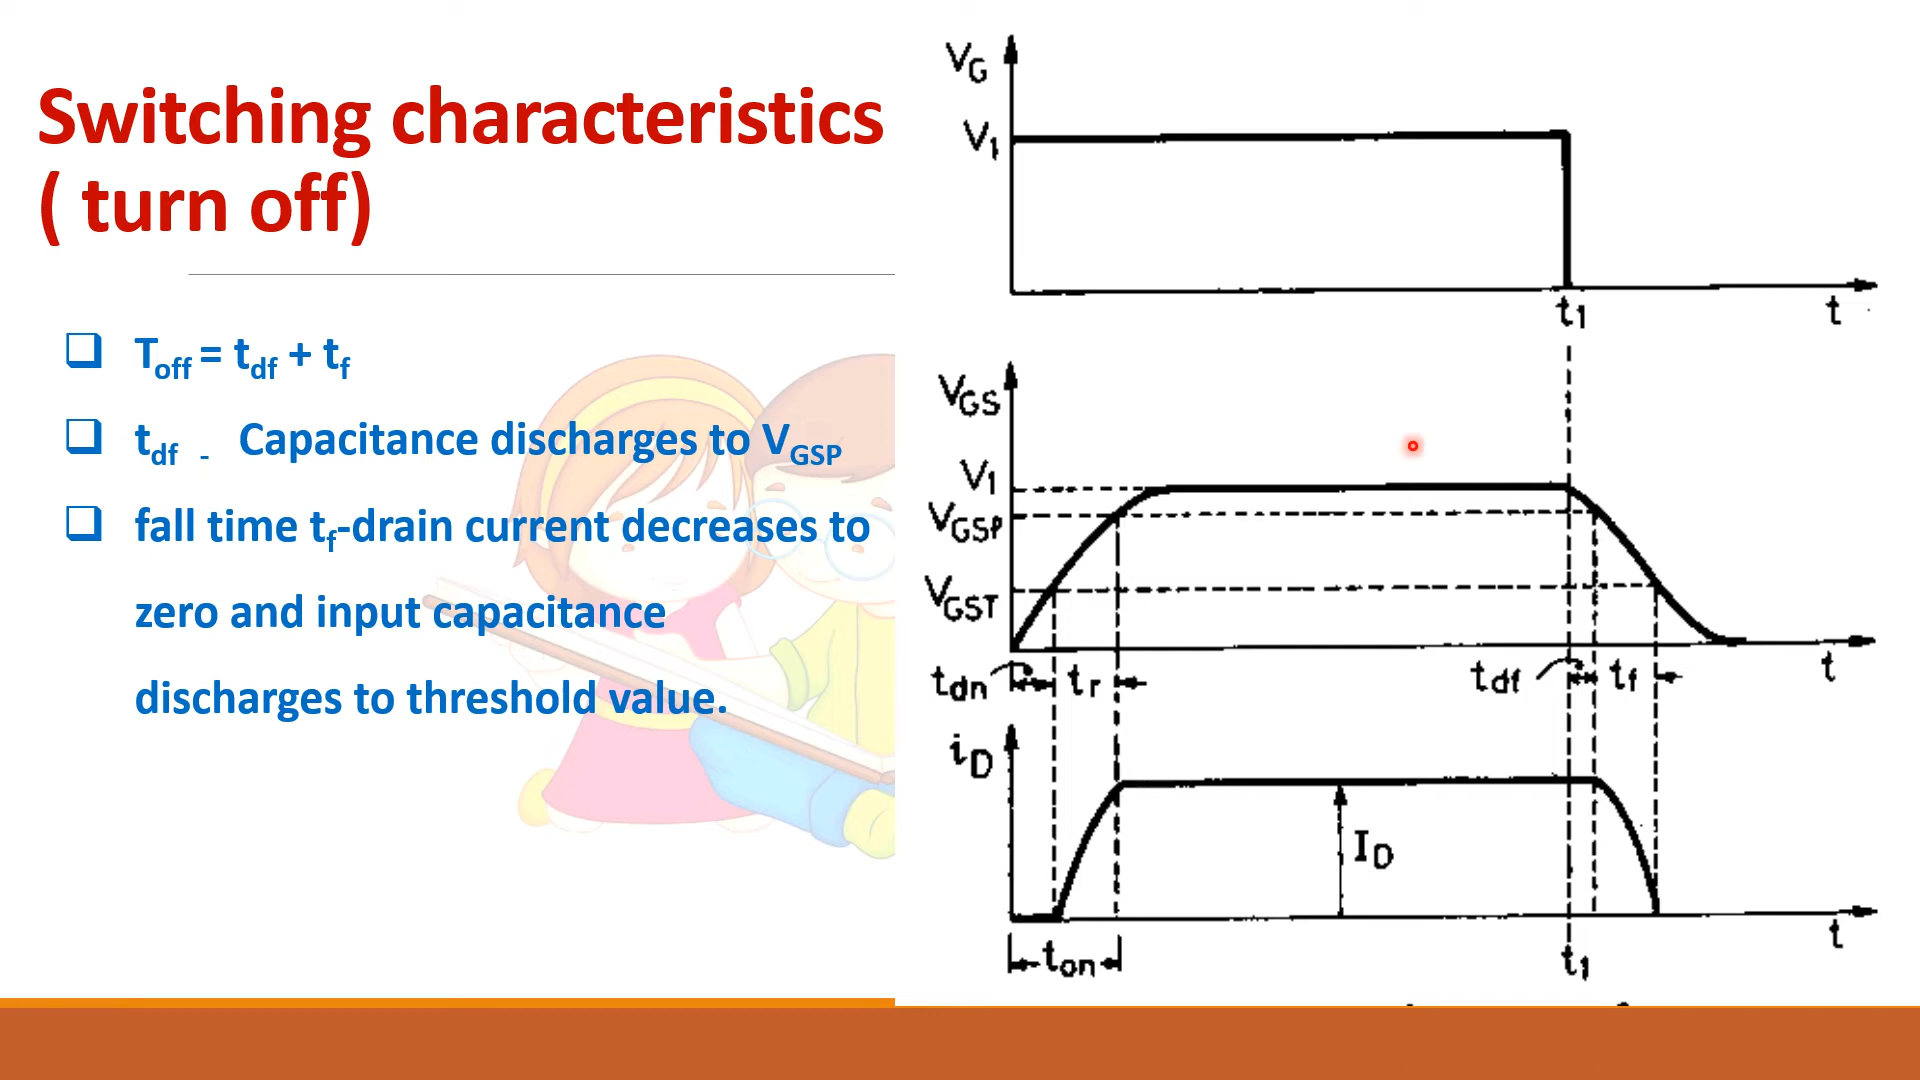 Switching characteristics
( turn off)
❑ Toff = tdf + tf
❑ tdf - Capacitance discharges to VGSP
❑ fall time tf-drain current decreases to
zero and input capacitance
discharges to threshold value.
VG
V1
t1
t
VGS
V1
VGSP
VGST
tdn
tr
tdf
tf
t
iD
ID
t
ton
t1